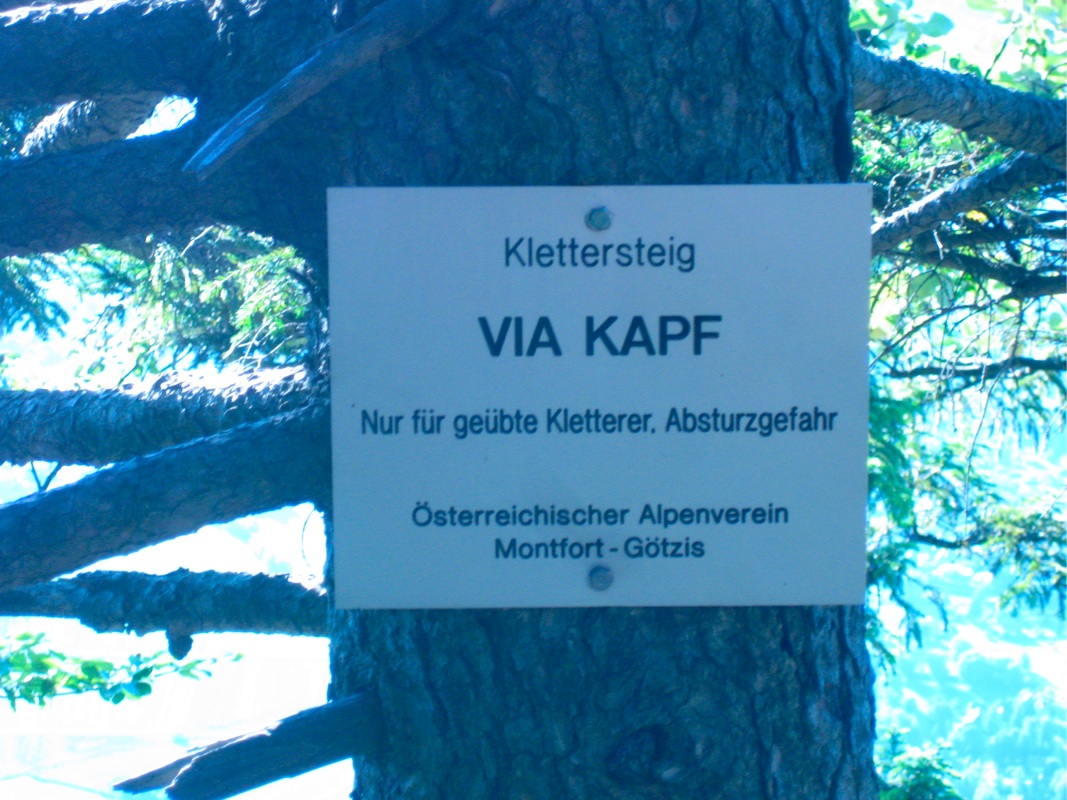 Klettersteig
VIA KAPF
Nur für geübte Kletterer. Absturzgefahr
Österreichischer Alpenverein
Montfort - Götzis